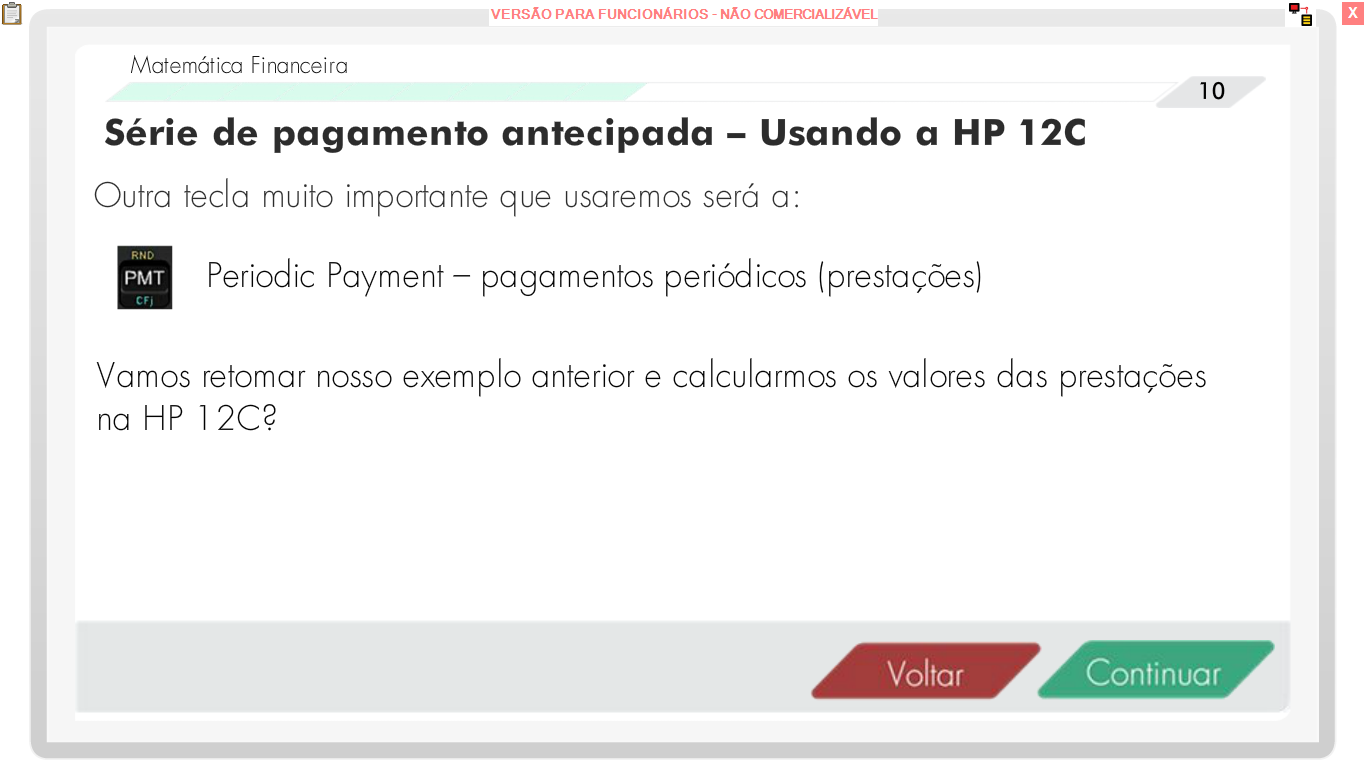 VERSÃO PARA FUNCIONÁRIOS - NÃO COMERCIALIZÁVEL
X
Matemática Financeira
10
Série de pagamento antecipada – Usando a HP 12C
Outra tecla muito importante que usaremos será a:
RND
PMT
CFj
Periodic Payment – pagamentos periódicos (prestações)
Vamos retomar nosso exemplo anterior e calcularmos os valores das prestações
na HP 12C?
Voltar
Continuar